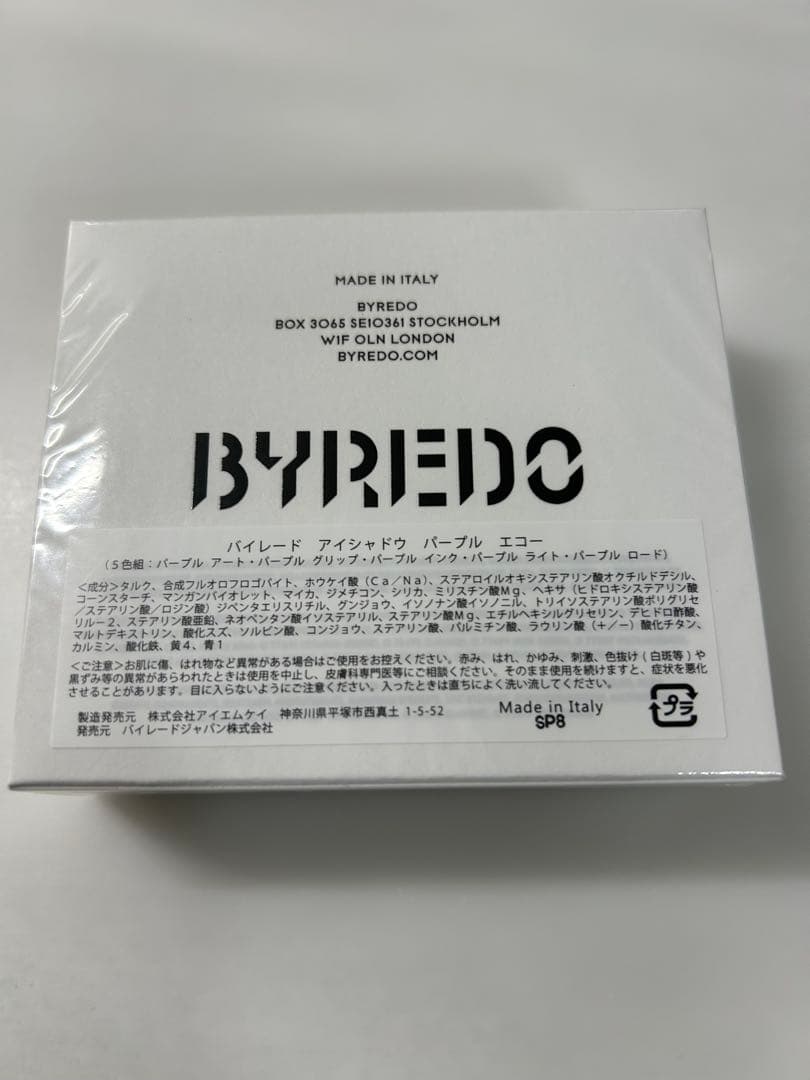 MADE IN ITALY
BYREDO
BOX 3065 SE10361 STOCKHOLM
W1F OLN LONDON
BYREDO.COM
BYREDO
バイレード アイシャドウ パープル エコー
（５色組：パープル アート・パープル グリップ・パープル インク・パープル ライト・パープル ロード）
＜成分＞タルク、合成フルオロフロゴパイト、ホウケイ酸（Ｃａ／Ｎａ）、ステアロイルオキシステアリン酸オクチルドデシル、
コーンスターチ、マンガンバイオレット、マイカ、ジメチコン、シリカ、ミリスチン酸Ｍｇ、ヘキサ（ヒドロキシステアリン酸
／ステアリン酸／ロジン酸）ジペンタエリスリチル、グンジョウ、イソノナン酸イソノニル、トリイソステアリン酸ポリグリセ
リル－２、ステアリン酸亜鉛、ネオペンタン酸イソステアリル、ステアリン酸Ｍｇ、エチルヘキシルグリセリン、デヒドロ酢酸、
マルトデキストリン、酸化スズ、ソルビン酸、コンジョウ、ステアリン酸、パルミチン酸、ラウリン酸（＋／－）酸化チタン、
カルミン、酸化鉄、黄４、青１
＜ご注意＞お肌に傷、はれ物など異常がある場合はご使用をお控えください。赤み、はれ、かゆみ、刺激、色抜け（白斑等）や
黒ずみ等の異常があらわれたときは使用を中止し、皮膚科専門医等にご相談ください。そのまま使用を続けますと、症状を悪化
させることがあります。目に入らないようにご注意ください。入ったときは直ちによく洗い流してください。
製造発売元 株式会社アイエムケイ 神奈川県平塚市西真土 1-5-52
発売元 バイレードジャパン株式会社
Made in Italy
SP8
プラ